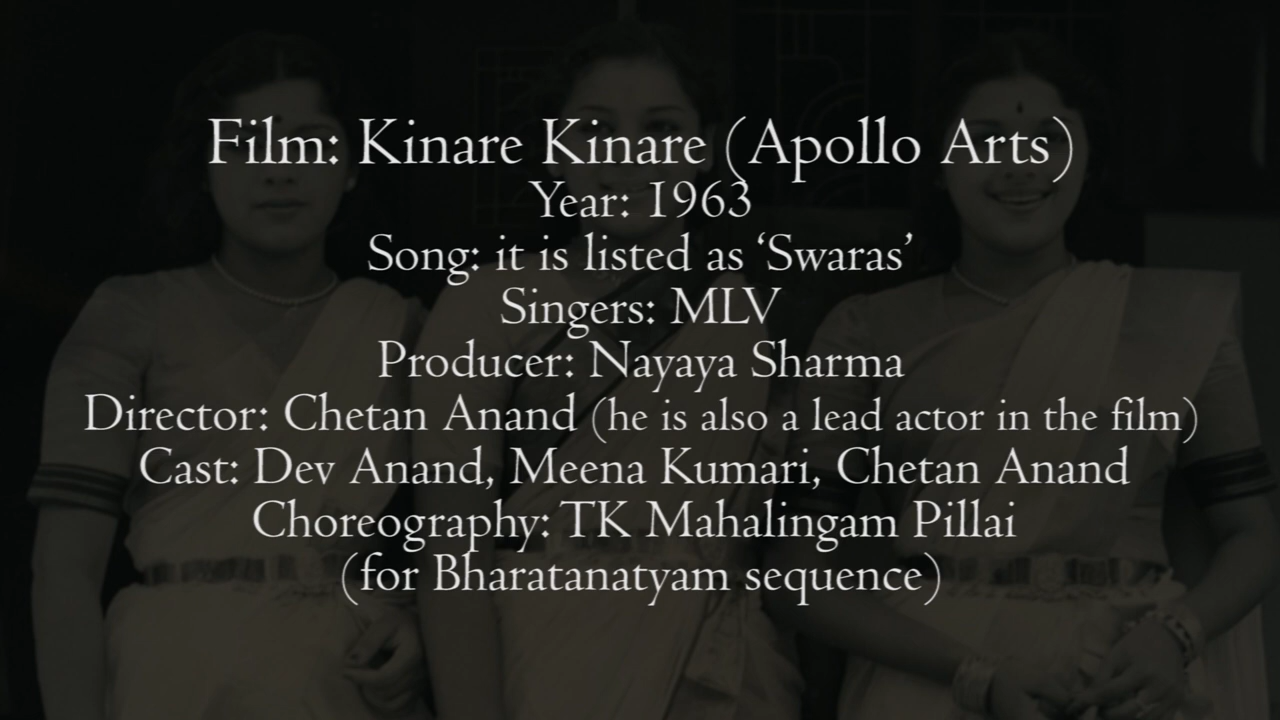 Film: Kinare Kinare (Apollo Arts)
Year: 1963
Song: it is listed as ‘Swaras’
Singers: MLV
Producer: Nayaya Sharma
Director: Chetan Anand (he is also a lead actor in the film)
Cast: Dev Anand, Meena Kumari, Chetan Anand
Choreography: TK Mahalingam Pillai
(for Bharatanatyam sequence)